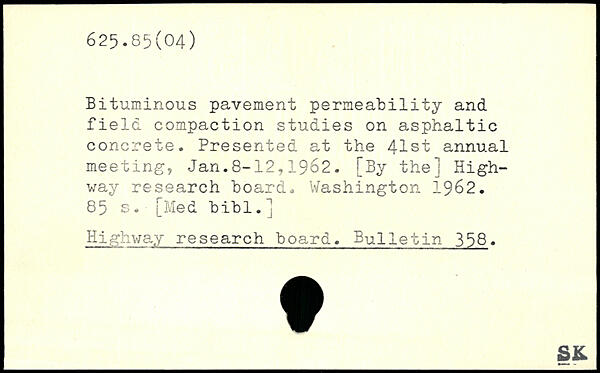 625.85(04)
Bituminous pavement permeability and
field compaction studies on asphaltic
concrete. Presented at the 41st annual
meeting, Jan.8-12,1962. [By the] High-
way research board. Washington 1962.
85 s. [Med bibl.]
Highway research board. Bulletin 358.
SK